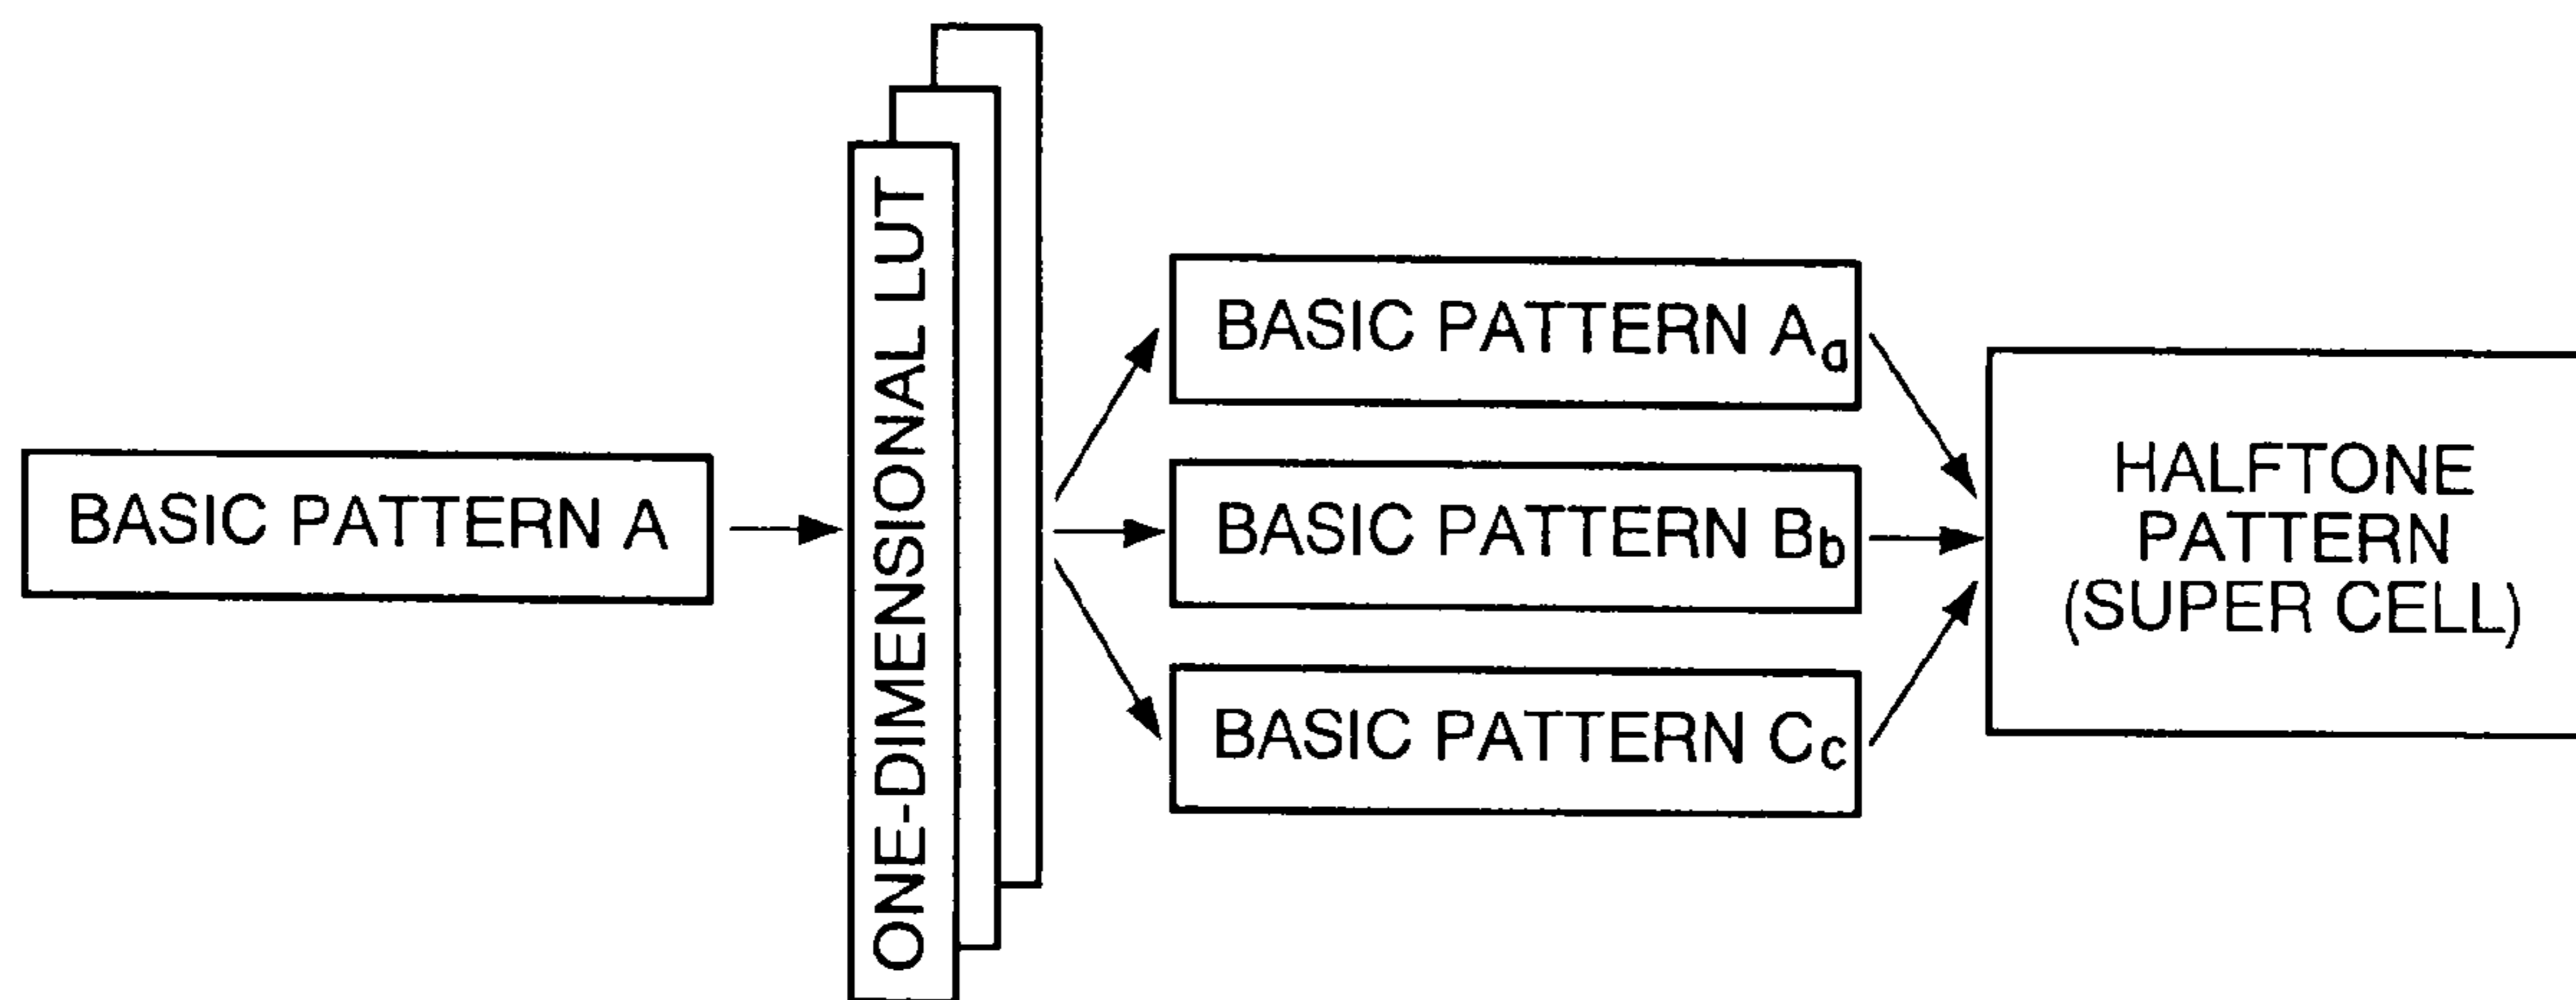 BASIC PATTERN A
ONE-DIMENSIONAL LUT
BASIC PATTERN Aa
BASIC PATTERN Bb
BASIC PATTERN Cc
HALFTONE
PATTERN
(SUPER CELL)